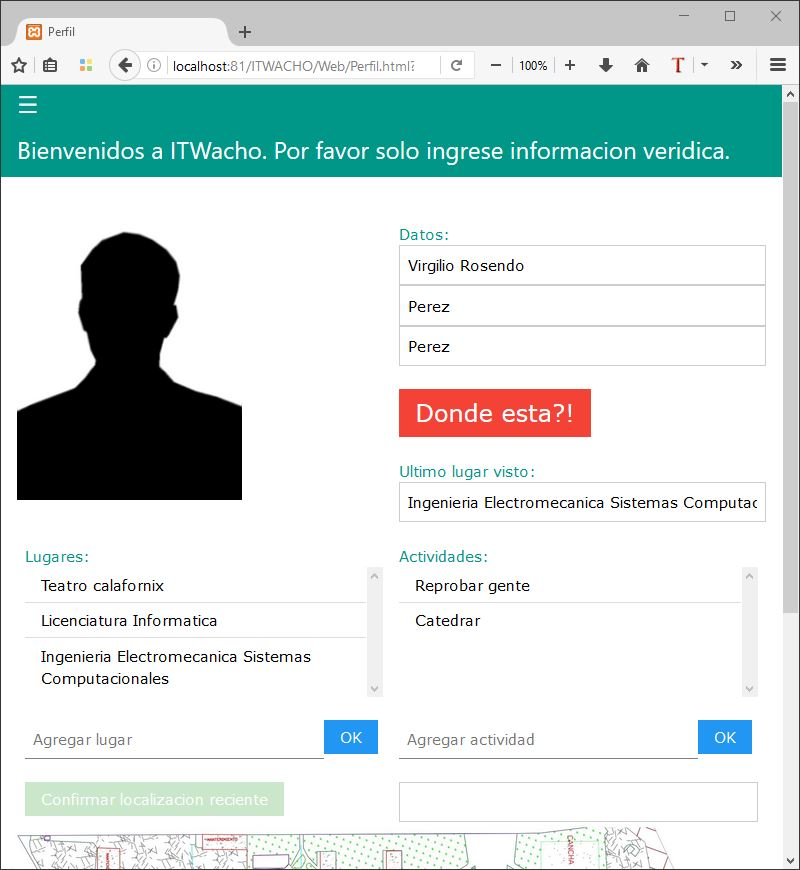 Perfil
localhost:81/ITWACHO/Web/Perfil.html?
100%
T
Bienvenidos a ITWacho. Por favor solo ingrese informacion veridica.
Datos:
Virgilio Rosendo
Perez
Perez
Donde esta?!
Ultimo lugar visto:
Ingenieria Electromecanica Sistemas Computac
Lugares:
Teatro calafornix
Licenciatura Informatica
Ingenieria Electromecanica Sistemas
Computacionales
Actividades:
Reprobar gente
Catedrar
Agregar lugar
OK
Agregar actividad
OK
Confirmar localizacion reciente
MANTENIMIENTO
CANCHA